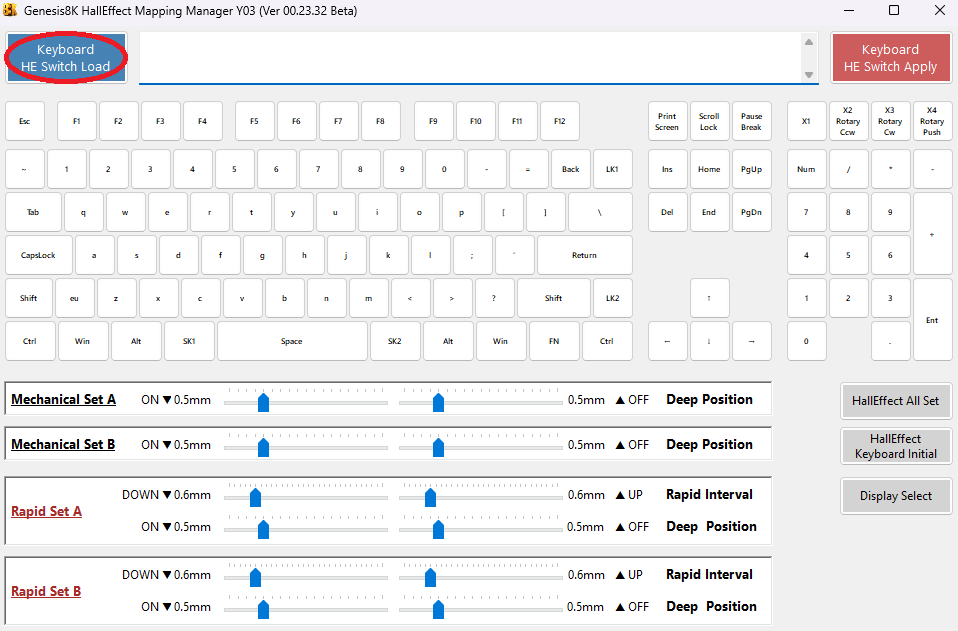 Genesis8K HallEffect Mapping Manager Y03 (Ver 00.23.32 Beta)
Keyboard
HE Switch Load
Keyboard
HE Switch Apply
Esc F1 F2 F3 F4 F5 F6 F7 F8 F9 F10 F11 F12 Print Screen Scroll Lock Pause Break X1 X2 Rotary Ccw X3 Rotary Cw X4 Rotary Push
~ 1 2 3 4 5 6 7 8 9 0 - = Back LK1 Ins Home PgUp Num / * -
Tab q w e r t y u i o p [ ] \ Del End PgDn 7 8 9 +
CapsLock a s d f g h j k l ; ' Return 4 5 6
Shift eu z x c v b n m < > ? Shift LK2 ↑ 1 2 3 Ent
Ctrl Win Alt SK1 Space SK2 Alt Win FN Ctrl ← ↓ → 0 .
Mechanical Set A ON ▼ 0.5mm 0.5mm ▲ OFF Deep Position
HallEffect All Set
Mechanical Set B ON ▼ 0.5mm 0.5mm ▲ OFF Deep Position
HallEffect
Keyboard Initial
Rapid Set A
DOWN ▼ 0.6mm 0.6mm ▲ UP Rapid Interval
ON ▼ 0.5mm 0.5mm ▲ OFF Deep Position
Display Select
Rapid Set B
DOWN ▼ 0.6mm 0.6mm ▲ UP Rapid Interval
ON ▼ 0.5mm 0.5mm ▲ OFF Deep Position